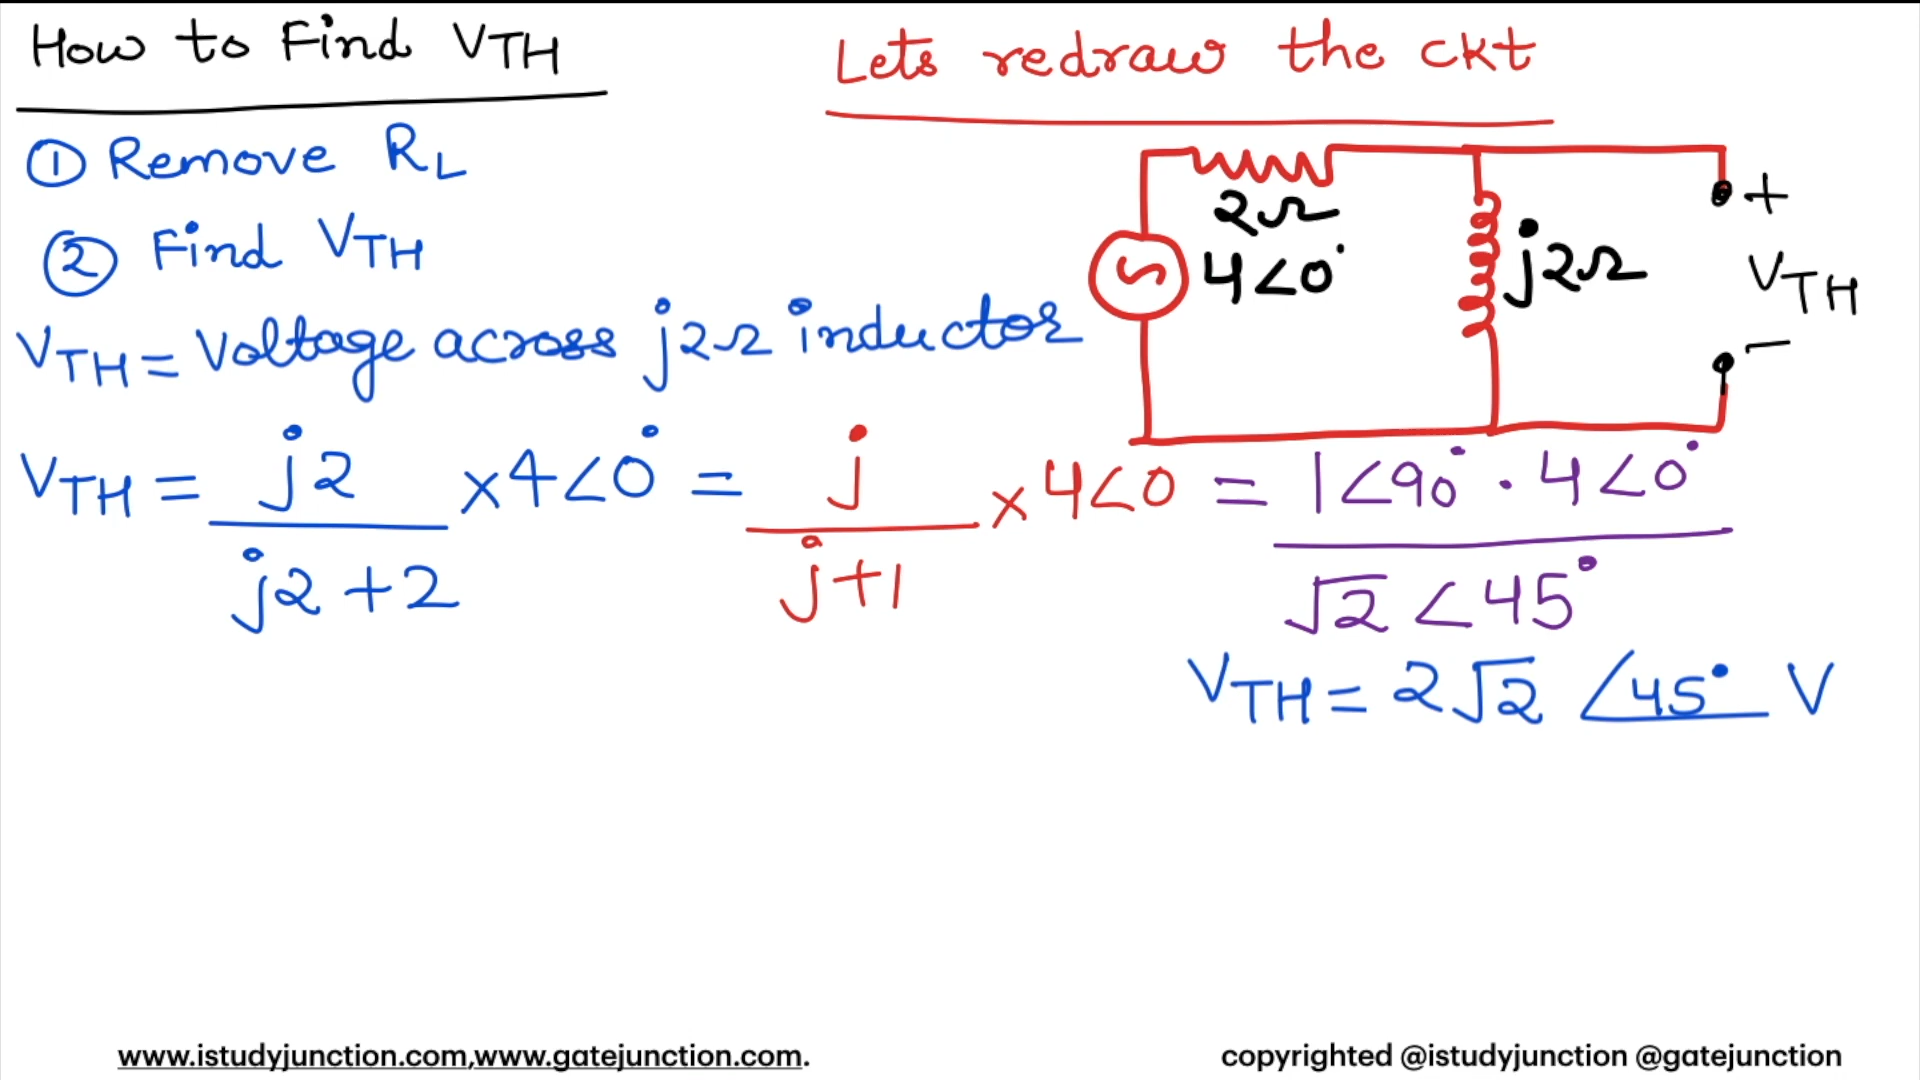 How to Find VTH
Lets redraw the ckt
① Remove RL
② Find VTH
2Ω
4∠0°
j2Ω
+
VTH
−
VTH = Voltage across j2Ω inductor
VTH = j2 / j2+2 ×4∠0° = j / j+1 ×4∠0 = 1∠90° · 4∠0° / √2 ∠45°
VTH = 2√2 ∠45° V
www.istudyjunction.com,www.gatejunction.com.
copyrighted @istudyjunction @gatejunction